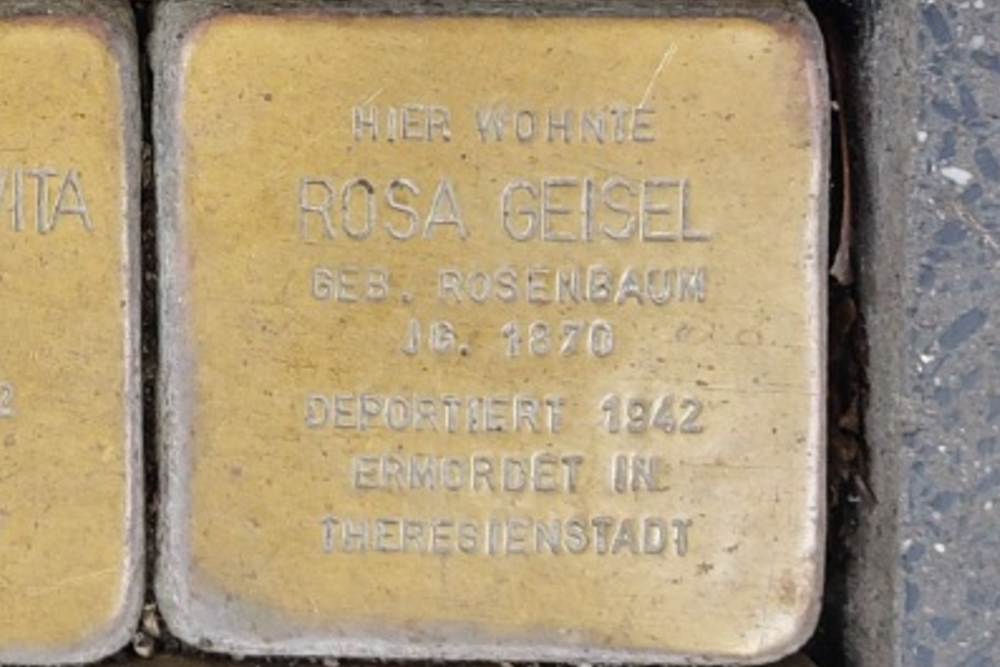 HIER WOHNTE
ROSA GEISEL
GEB. ROSENBAUM
JG. 1870
DEPORTIERT 1942
ERMORDET IN
THERESIENSTADT